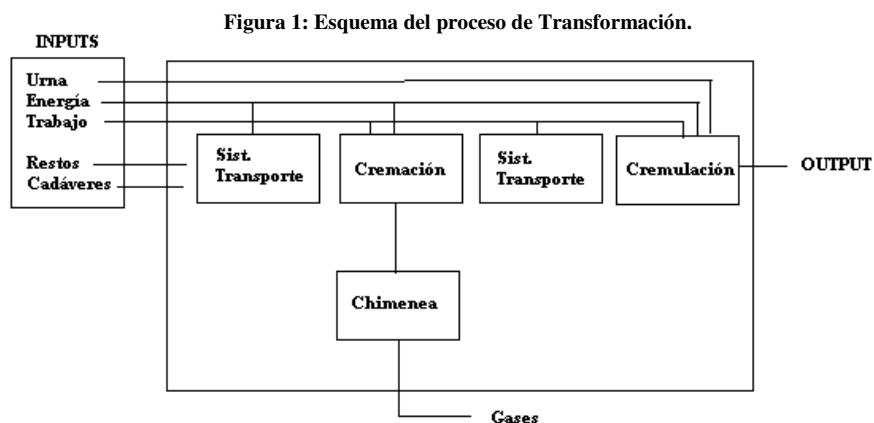 Figura 1: Esquema del proceso de Transformación.
INPUTS
Urna
Energía
Trabajo
Restos
Cadáveres
Sist.
Transporte
Cremación
Sist.
Transporte
Cremulación
OUTPUT
Chimenea
Gases